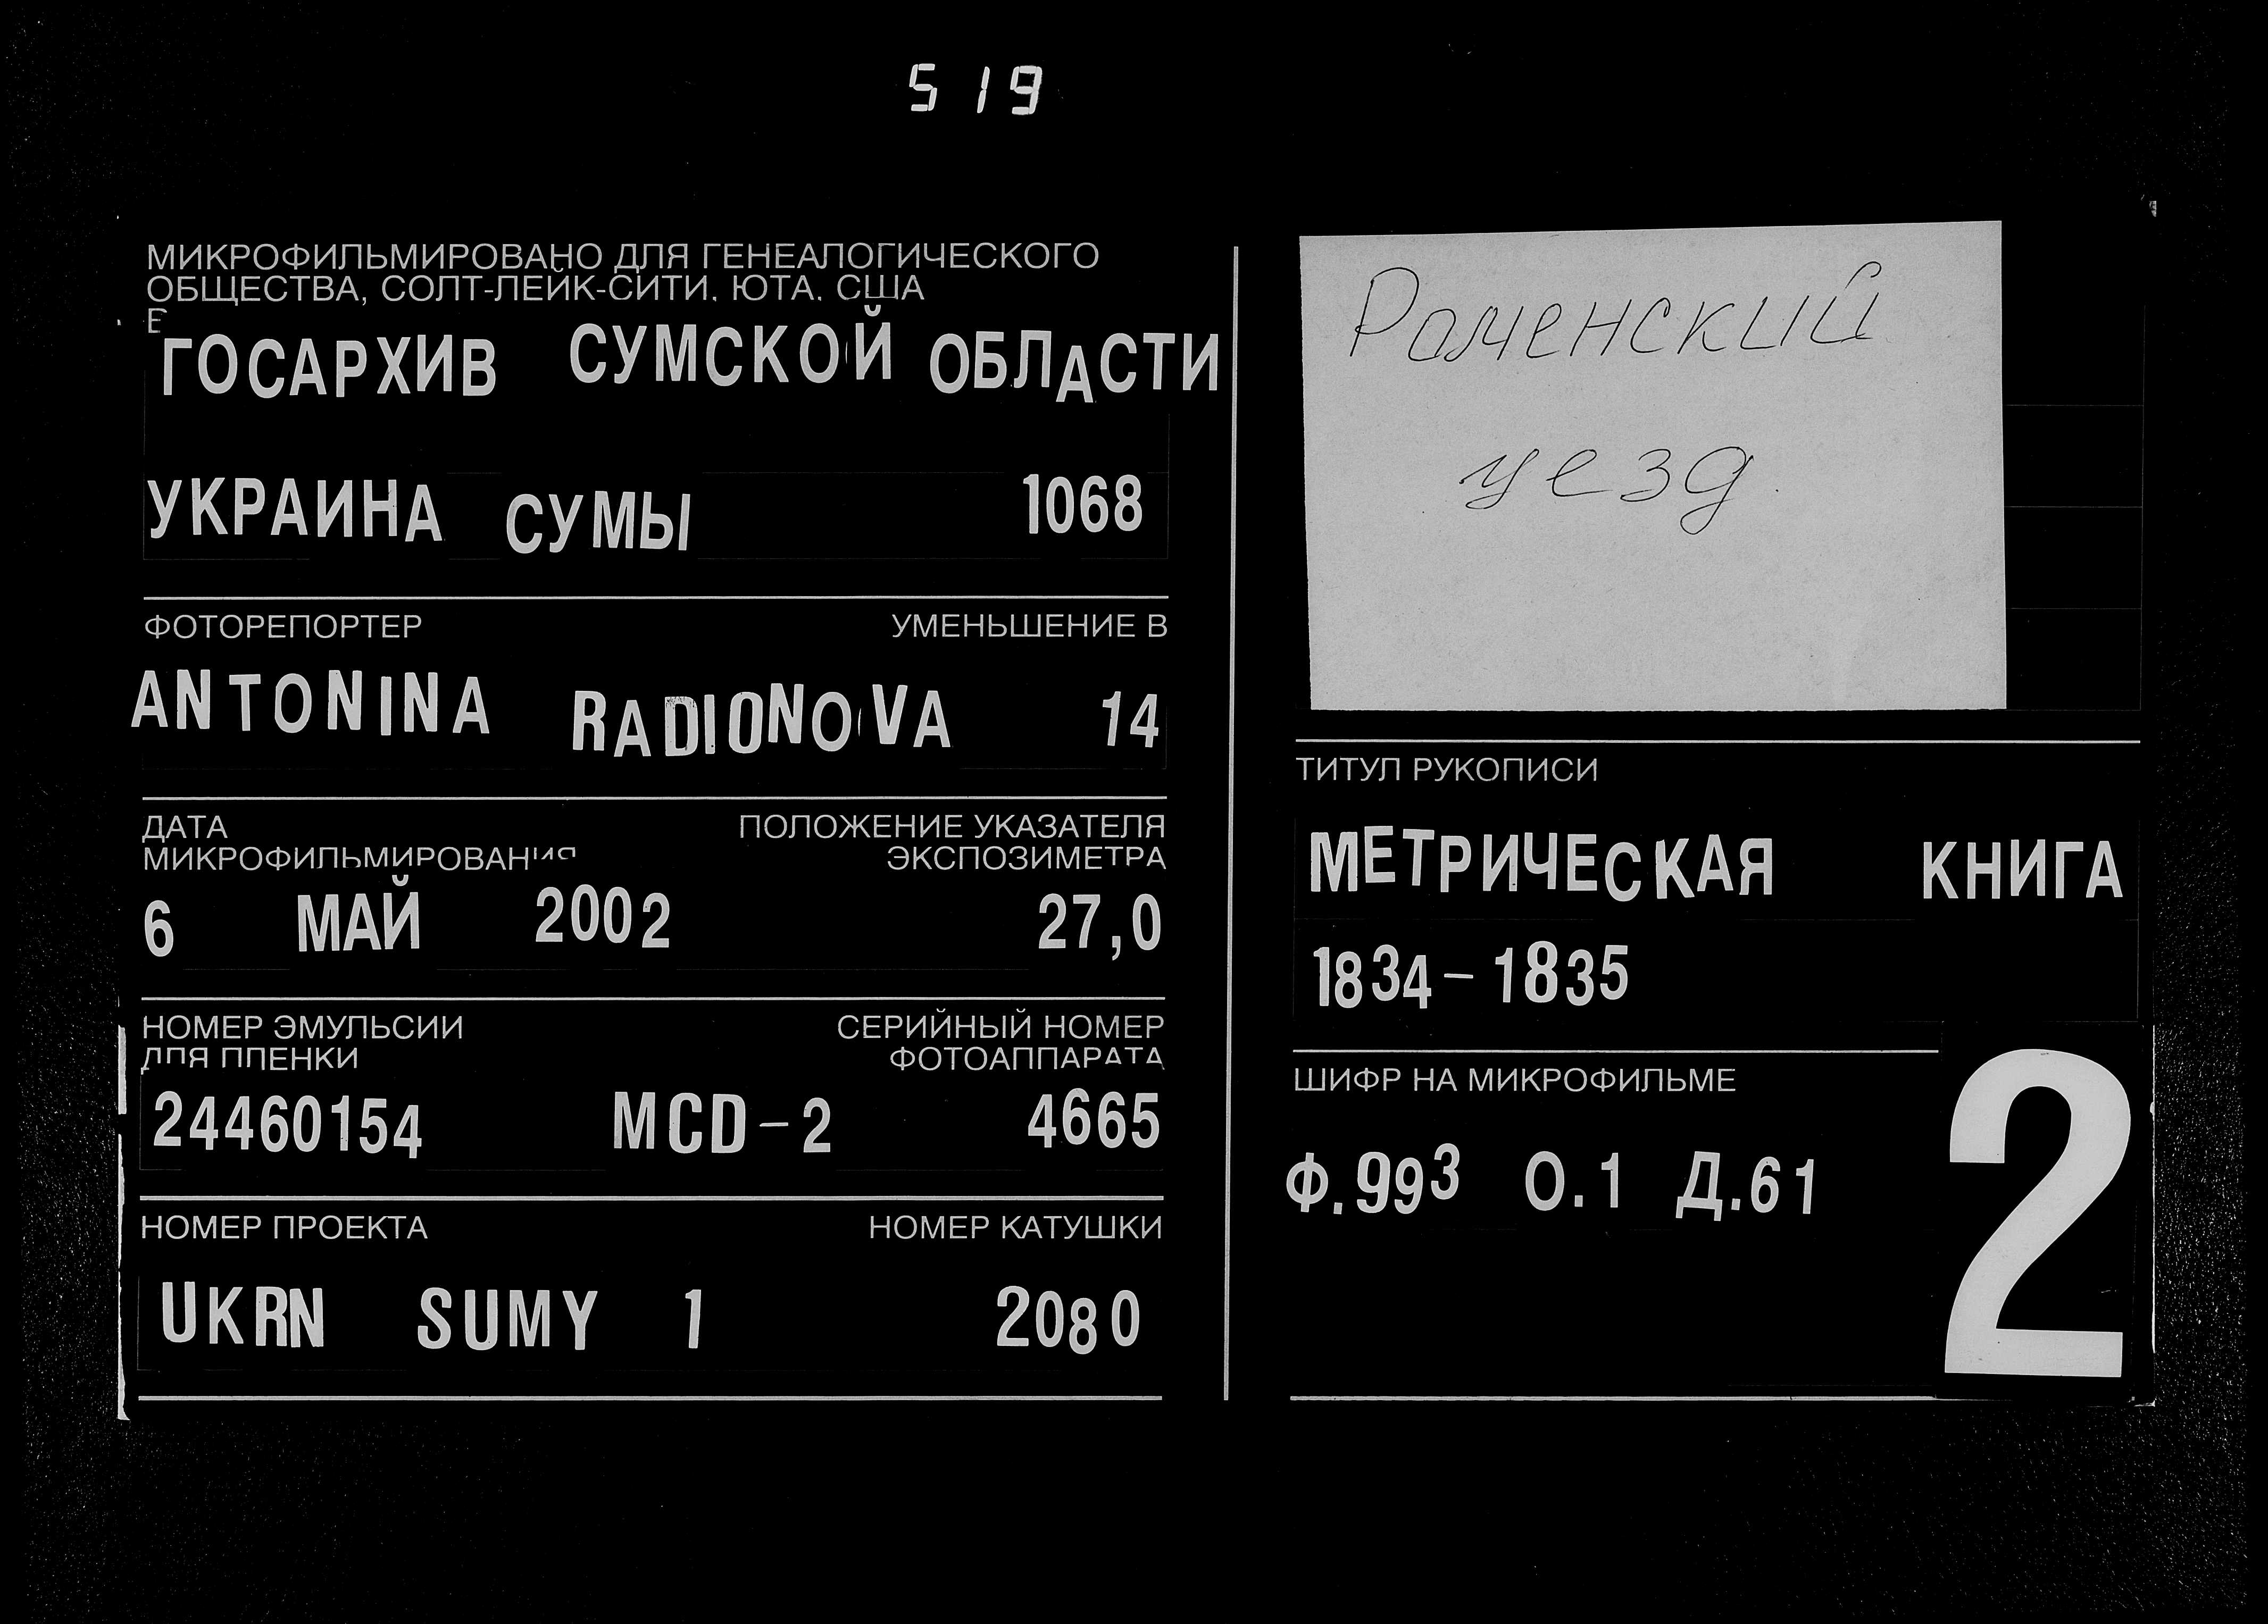 519
МИКРОФИЛЬМИРОВАНО ДЛЯ ГЕНЕАЛОГИЧЕСКОГО
ОБЩЕСТВА, СОЛТ-ЛЕЙК-СИТИ, ЮТА, США
В
ГОСАРХИВ СУМСКОЙ ОБЛАСТИ
УКРАИНА СУМЫ 1068
ФОТОРЕПОРТЕР УМЕНЬШЕНИЕ В
ANTONINA RADIONOVA 14
ДАТА ПОЛОЖЕНИЕ УКАЗАТЕЛЯ
МИКРОФИЛЬМИРОВАНИЯ ЭКСПОЗИМЕТРА
6 МАЙ 2002 27,0
НОМЕР ЭМУЛЬСИИ СЕРИЙНЫЙ НОМЕР
ДЛЯ ПЛЕНКИ ФОТОАППАРАТА
24460154 MCD-2 4665
НОМЕР ПРОЕКТА НОМЕР КАТУШКИ
UKRN SUMY 1 2080
Роменский
уезд
ТИТУЛ РУКОПИСИ
МЕТРИЧЕСКАЯ КНИГА
1834-1835
ШИФР НА МИКРОФИЛЬМЕ
Ф.993 О.1 Д.61
2